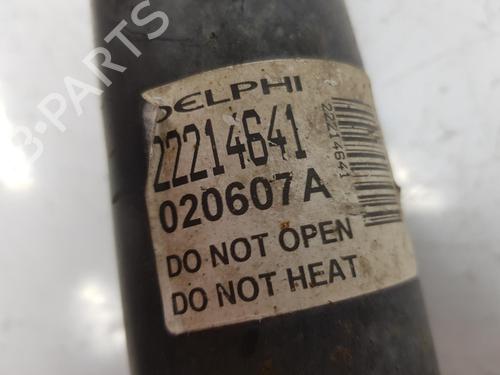 DELPHI
22214641
020607A
DO NOT OPEN
DO NOT HEAT
22214641
B-PARTS